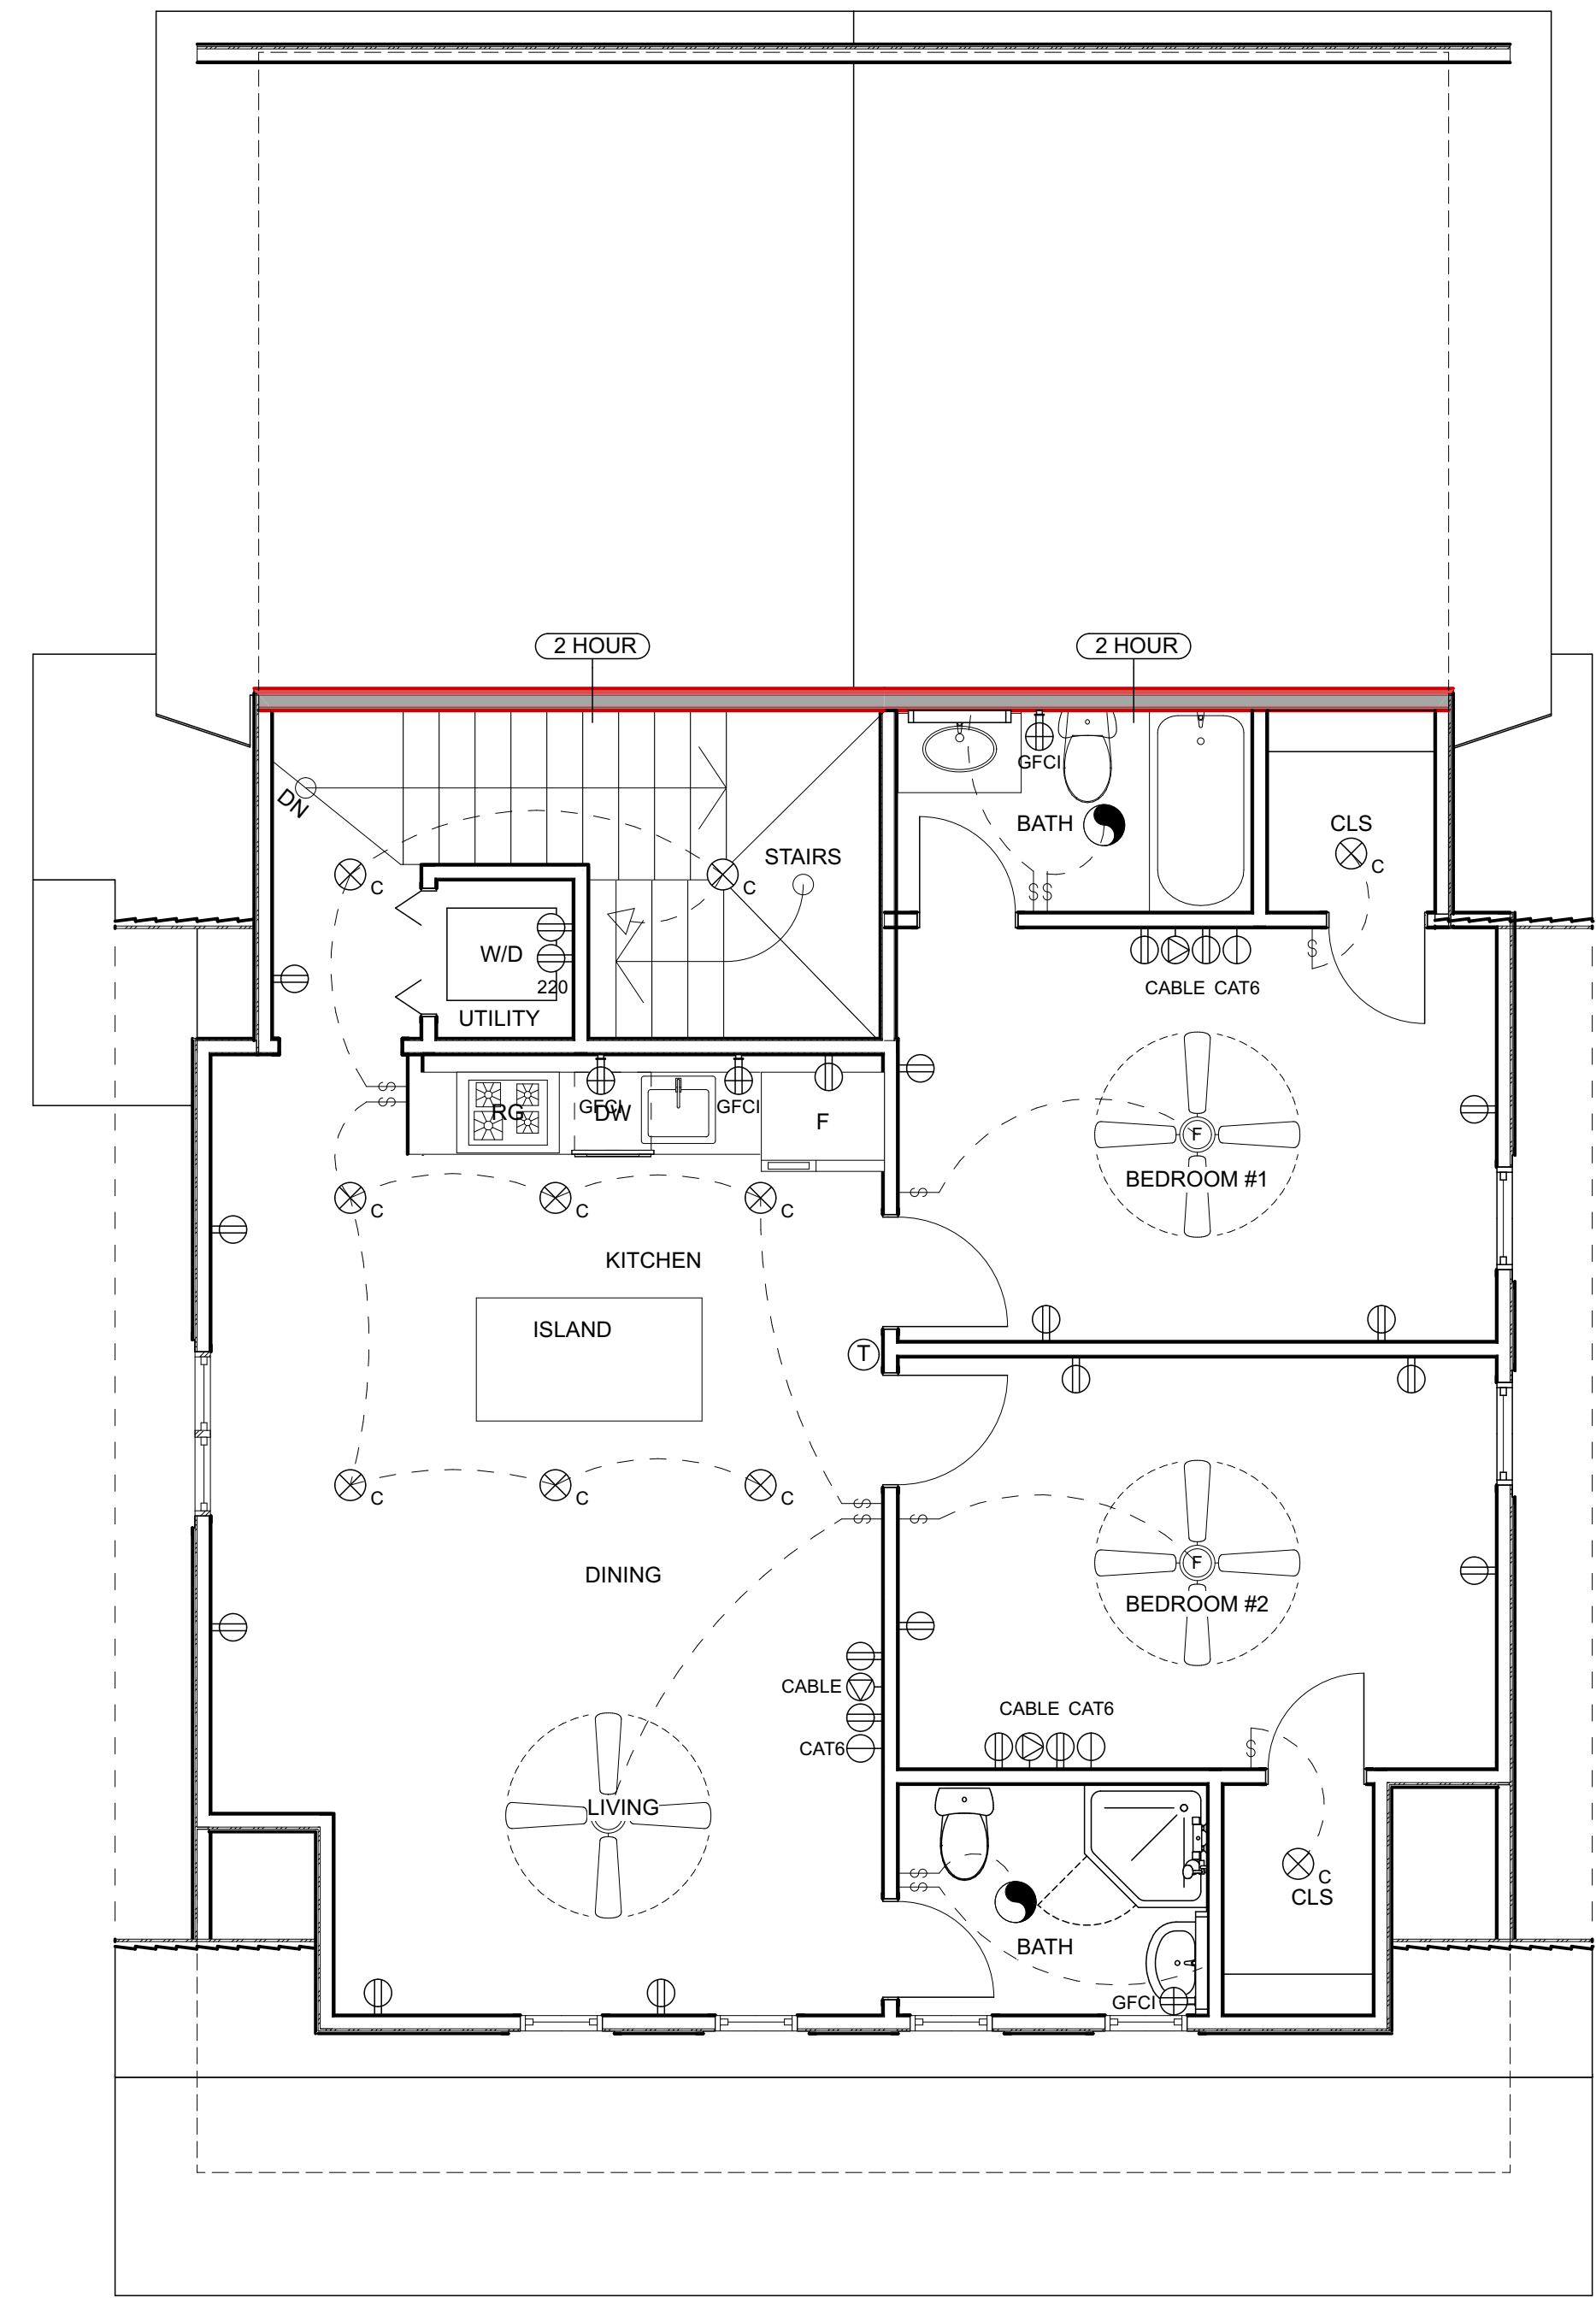 2 HOUR
2 HOUR
DN
STAIRS
GFCI
BATH
CLS
C
C
C
W/D
220
UTILITY
CABLE CAT6
S S
S
S
S
RG
GFCI
DW
GFCI
F
F
BEDROOM #1
S
C
C
C
KITCHEN
ISLAND
T
C
C
C
S
S
S
F
DINING
BEDROOM #2
CABLE
CAT6
CABLE CAT6
S
LIVING
C
CLS
S
S
BATH
GFCI